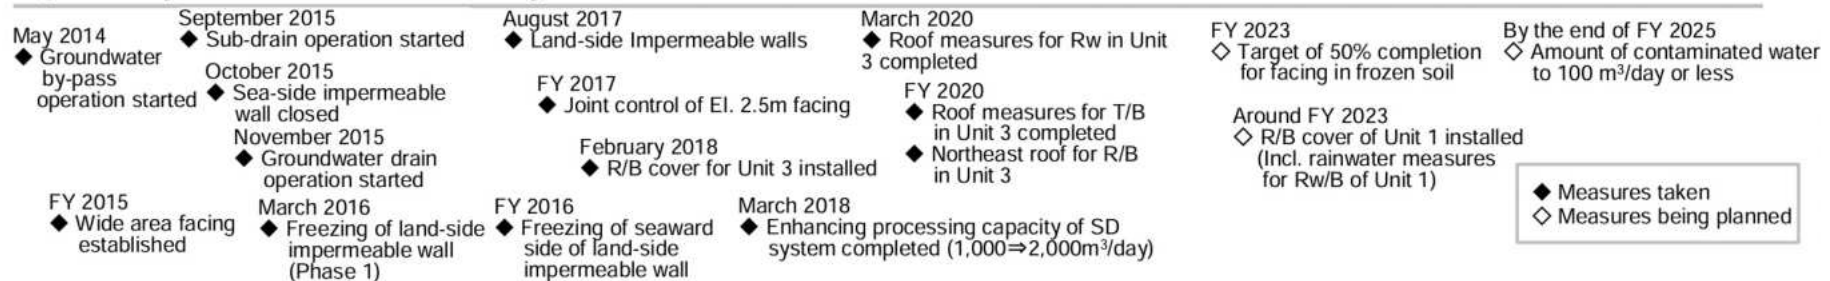 May 2014
◆ Groundwater
by-pass
operation started
September 2015
◆ Sub-drain operation started
October 2015
◆ Sea-side impermeable
wall closed
November 2015
◆ Groundwater drain
operation started
FY 2015
◆ Wide area facing
established
March 2016
◆ Freezing of land-side
impermeable wall
(Phase 1)
August 2017
◆ Land-side Impermeable walls
FY 2017
◆ Joint control of El. 2.5m facing
February 2018
◆ R/B cover for Unit 3 installed
FY 2016
◆ Freezing of seaward
side of land-side
impermeable wall
March 2018
◆ Enhancing processing capacity of SD
system completed (1,000⇒2,000m³/day)
March 2020
◆ Roof measures for Rw in Unit
3 completed
FY 2020
◆ Roof measures for T/B
in Unit 3 completed
◆ Northeast roof for R/B
in Unit 3
FY 2023
◇ Target of 50% completion
for facing in frozen soil
Around FY 2023
◇ R/B cover of Unit 1 installed
(Incl. rainwater measures
for Rw/B of Unit 1)
By the end of FY 2025
◇ Amount of contaminated water
to 100 m³/day or less
◆ Measures taken
◇ Measures being planned